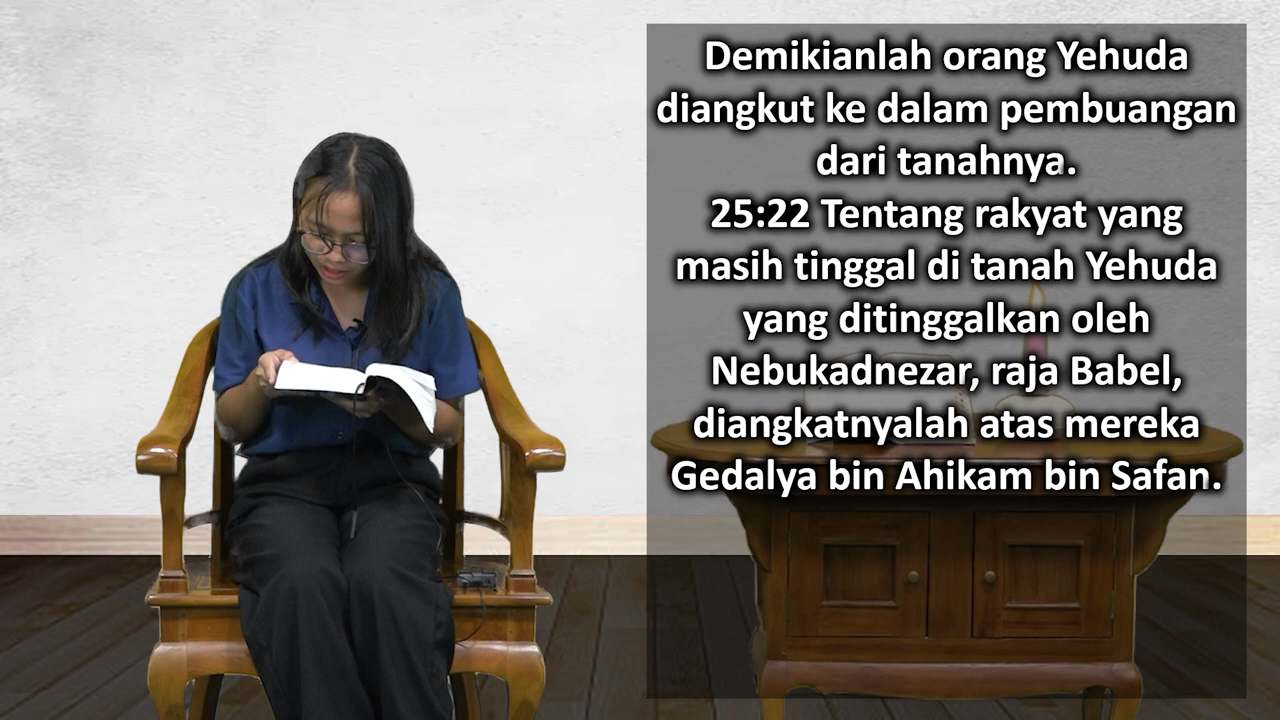 Demikianlah orang Yehuda
diangkut ke dalam pembuangan
dari tanahnya.
25:22 Tentang rakyat yang
masih tinggal di tanah Yehuda
yang ditinggalkan oleh
Nebukadnezar, raja Babel,
diangkatnyalah atas mereka
Gedalya bin Ahikam bin Safan.